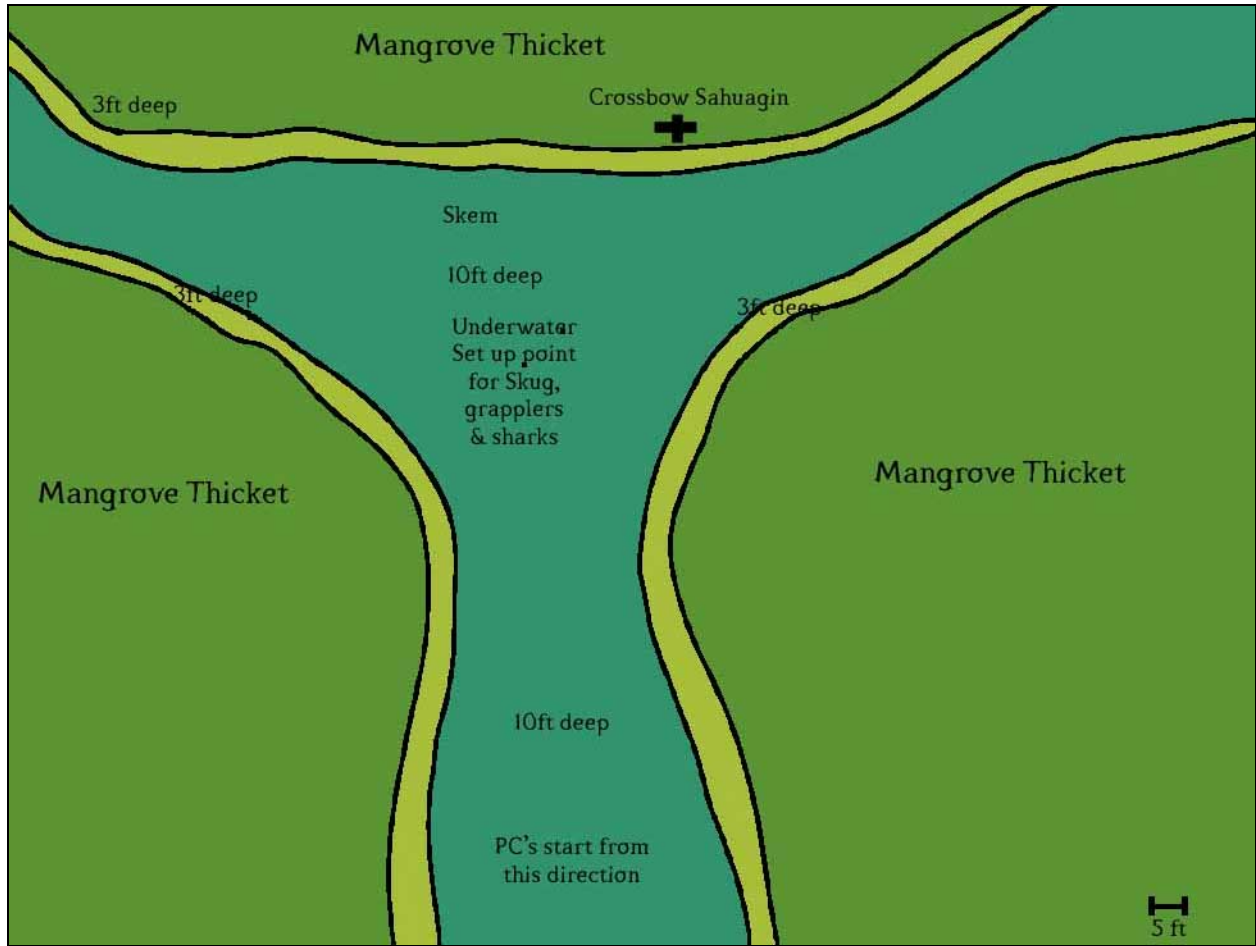 Mangrove Thicket
Crossbow Sahuagin
3ft deep
Skem
10ft deep
3ft deep
3ft deep
Underwater
Set up point
for Skug,
grapplers
& sharks
Mangrove Thicket
Mangrove Thicket
10ft deep
PC's start from
this direction
5 ft